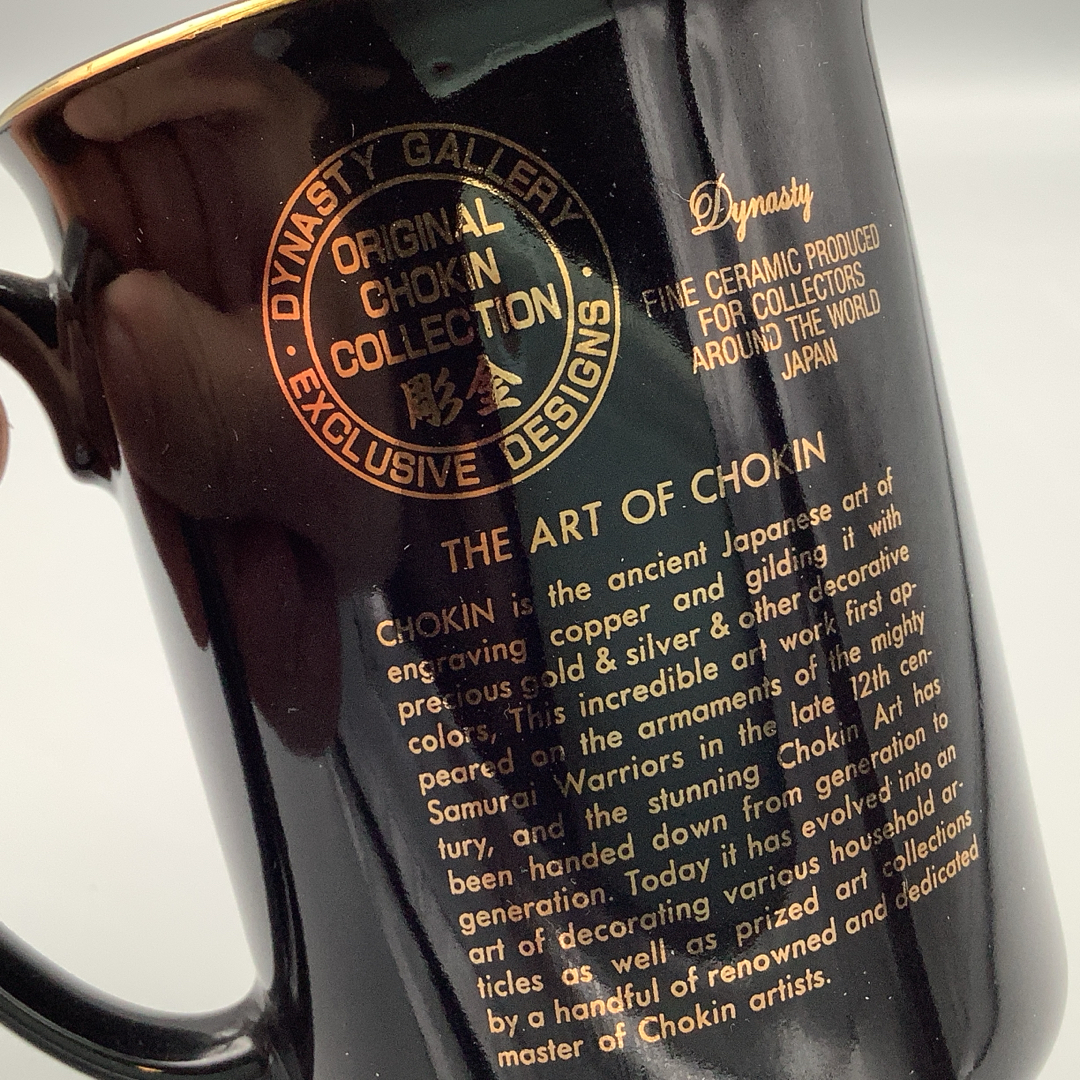 DYNASTY GALLERY
ORIGINAL
CHOKIN
COLLECTION
彫金
• EXCLUSIVE DESIGNS •
Dynasty
FINE CERAMIC PRODUCED
FOR COLLECTORS
AROUND THE WORLD
JAPAN
THE ART OF CHOKIN
CHOKIN is the ancient Japanese art of
engraving copper and gilding it with
precious gold & silver & other decorative
colors, This incredible art work first ap-
peared on the armaments of the mighty
Samurai Warriors in the late 12th cen-
tury, and the stunning Chokin Art has
been handed down from generation to
generation. Today it has evolved into an
art of decorating various household ar-
ticles as well as prized art collections
by a handful of renowned and dedicated
master of Chokin artists.